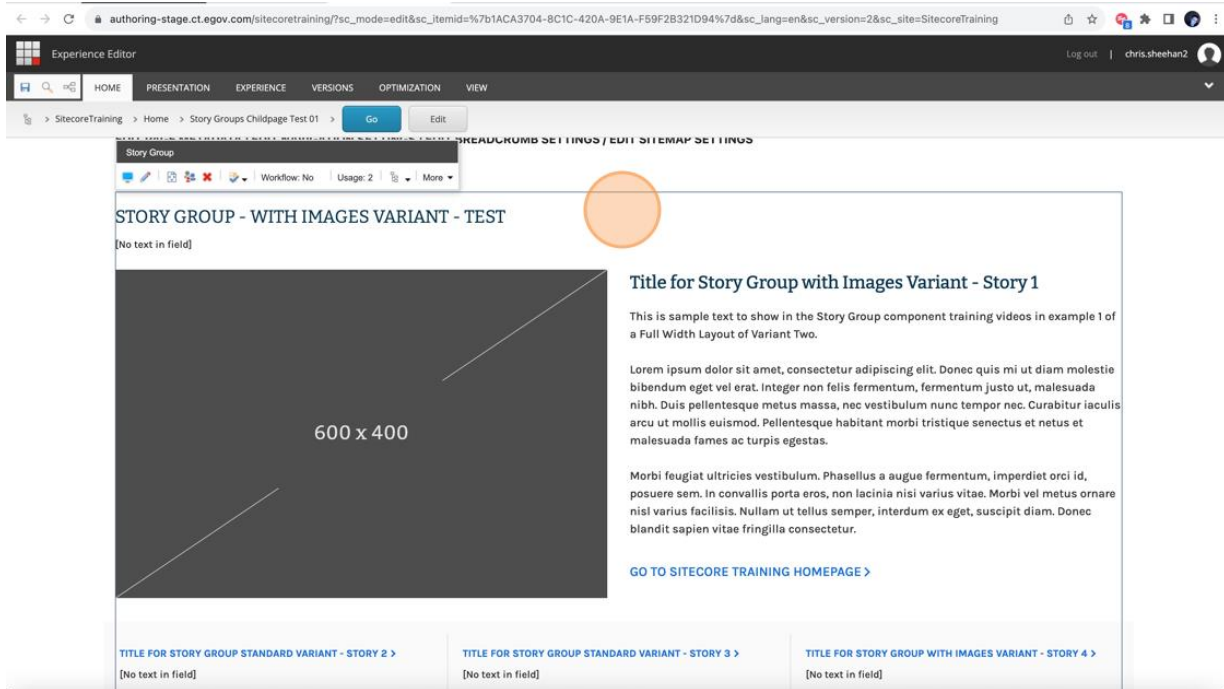 authoring-stage.ct.egov.com/sitecoretraining/?sc_mode=edit&sc_itemid=%7b1ACA3704-8C1C-420A-9E1A-F59F2B321D94%7d&sc_lang=en&sc_version=2&sc_site=SitecoreTraining
Experience Editor
Log out | chris.sheehan2
HOME PRESENTATION EXPERIENCE VERSIONS OPTIMIZATION VIEW
> SitecoreTraining > Home > Story Groups Childpage Test 01 > Go Edit
BREADCRUMB SETTINGS / EDIT SITEMAP SETTINGS
Story Group
Workflow: No Usage: 2 More
STORY GROUP - WITH IMAGES VARIANT - TEST
[No text in field]
600 x 400
Title for Story Group with Images Variant - Story 1
This is sample text to show in the Story Group component training videos in example 1 of
a Full Width Layout of Variant Two.
Lorem ipsum dolor sit amet, consectetur adipiscing elit. Donec quis mi ut diam molestie
bibendum eget vel erat. Integer non felis fermentum, fermentum justo ut, malesuada
nibh. Duis pellentesque metus massa, nec vestibulum nunc tempor nec. Curabitur iaculis
arcu ut mollis euismod. Pellentesque habitant morbi tristique senectus et netus et
malesuada fames ac turpis egestas.
Morbi feugiat ultricies vestibulum. Phasellus a augue fermentum, imperdiet orci id,
posuere sem. In convallis porta eros, non lacinia nisi varius vitae. Morbi vel metus ornare
nisl varius facilisis. Nullam ut tellus semper, interdum ex eget, suscipit diam. Donec
blandit sapien vitae fringilla consectetur.
GO TO SITECORE TRAINING HOMEPAGE >
TITLE FOR STORY GROUP STANDARD VARIANT - STORY 2 >
[No text in field]
TITLE FOR STORY GROUP STANDARD VARIANT - STORY 3 >
[No text in field]
TITLE FOR STORY GROUP WITH IMAGES VARIANT - STORY 4 >
[No text in field]